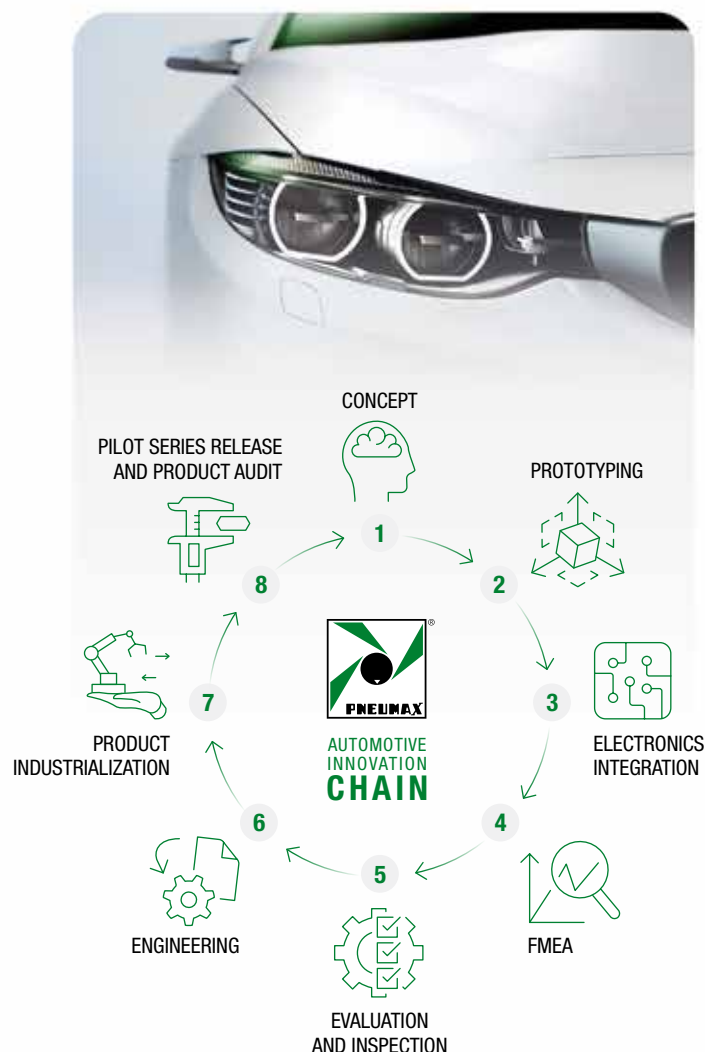 CONCEPT
PILOT SERIES RELEASE
AND PRODUCT AUDIT
PROTOTYPING
1
8
2
7
3
PNEUMAX
®
PRODUCT
INDUSTRIALIZATION
AUTOMOTIVE
INNOVATION
CHAIN
ELECTRONICS
INTEGRATION
6
4
5
ENGINEERING
FMEA
EVALUATION
AND INSPECTION